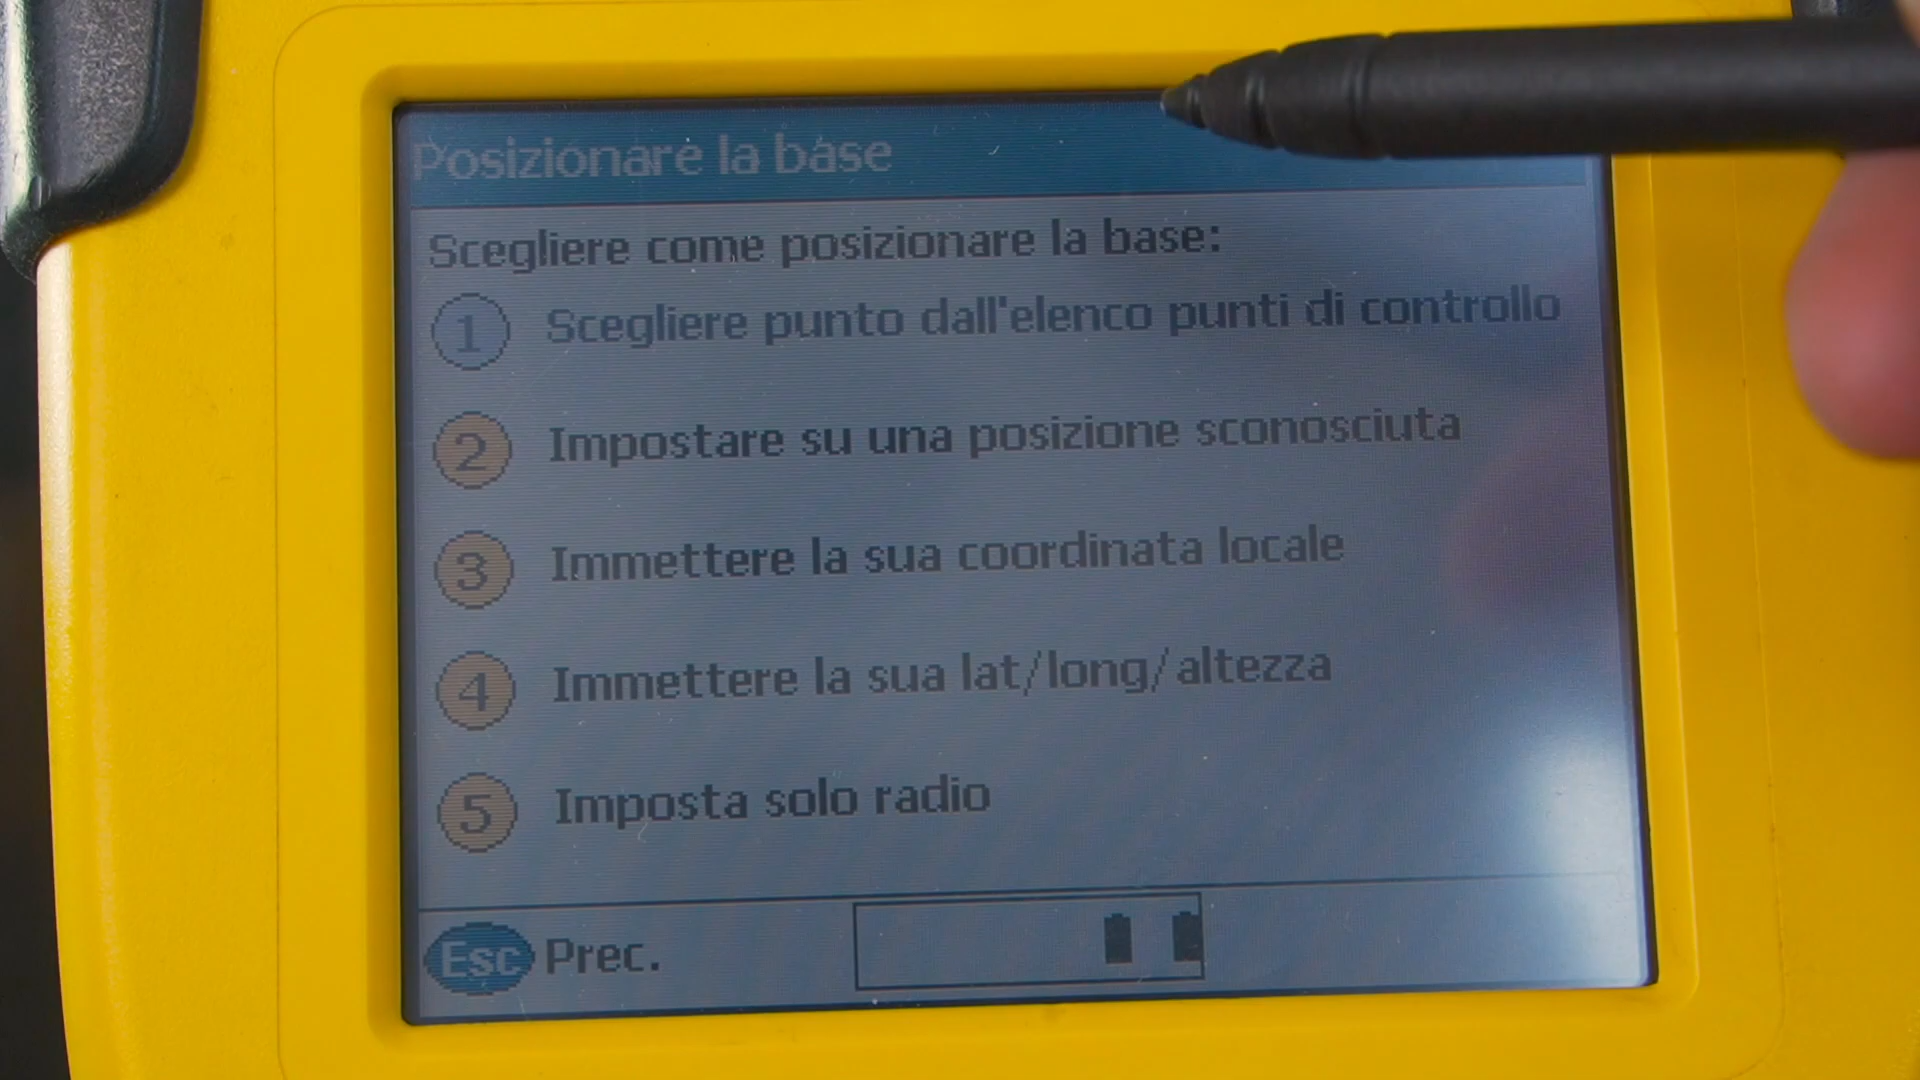 Posizionare la base
Scegliere come posizionare la base:
1 Scegliere punto dall'elenco punti di controllo
2 Impostare su una posizione sconosciuta
3 Immettere la sua coordinata locale
4 Immettere la sua lat/long/altezza
5 Imposta solo radio
Esc Prec.